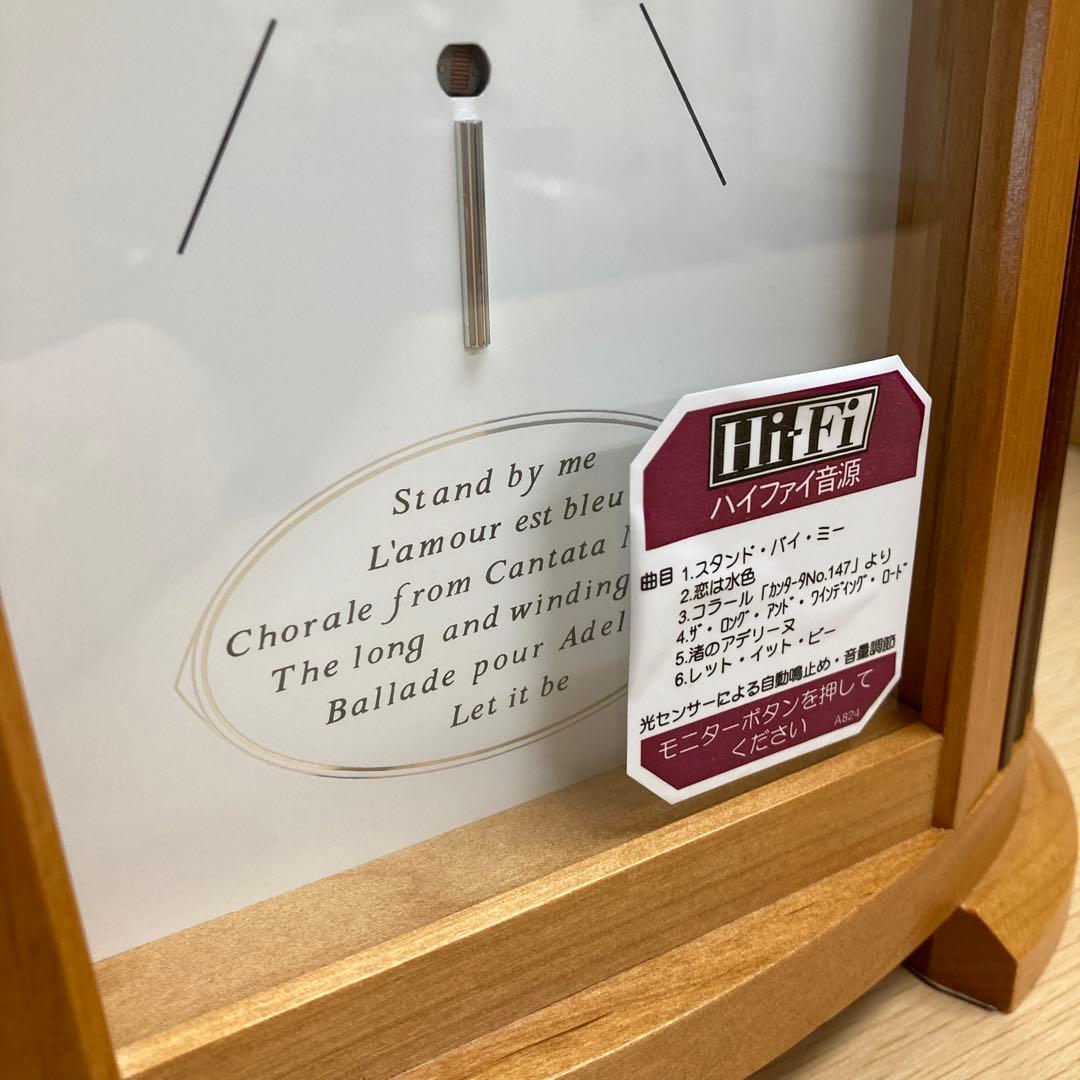 Stand by me
L'amour est bleu
Chorale from Cantata
The long and winding
Ballade pour
Let it be
Hi-Fi
ハイファイ音源
曲目 1.スタンド・バイ・ミー
2.恋は水色
3.コラール「カンタータNo.147」より
4.ザ・ロング・アンド・ワインディング・ロード
5.渚のアデリーヌ
6.レット・イット・ビー
光センサーによる自動鳴止め・音量調節
モニターボタンを押して
ください
A824